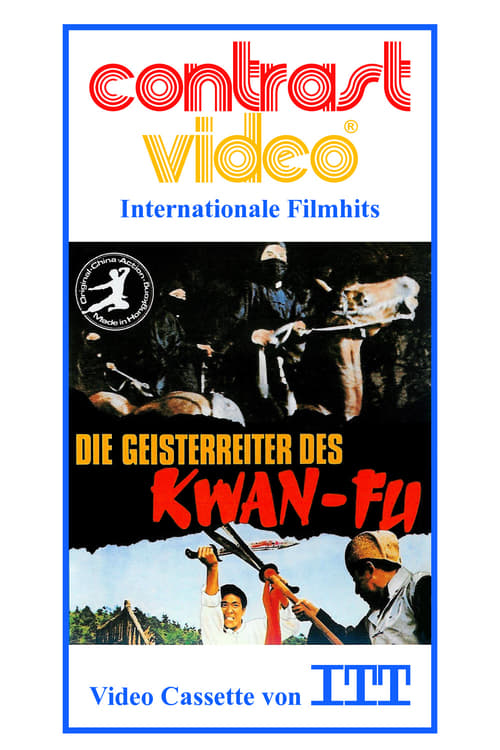 contrast
video®
Internationale Filmhits
Original-China-Action
Made in Hongkong
DIE GEISTERREITER DES
KWAN-FU
Video Cassette von ITT